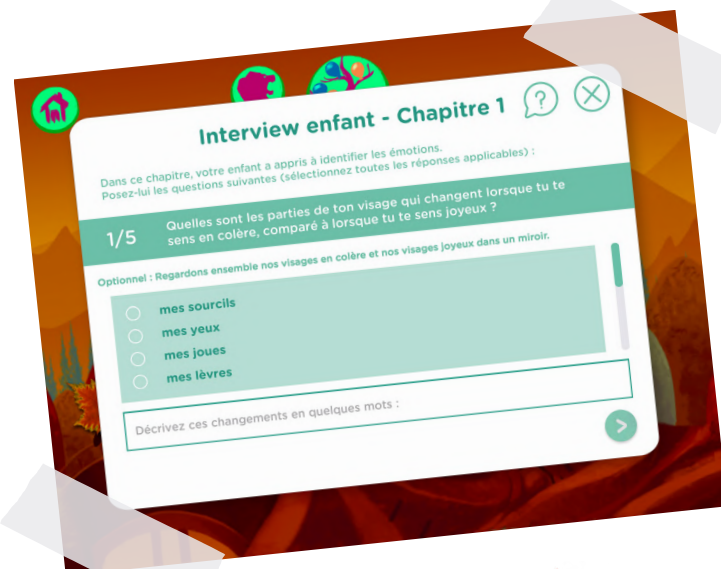 Interview enfant - Chapitre 1
Dans ce chapitre, votre enfant a appris à identifier les émotions.
Posez-lui les questions suivantes (sélectionnez toutes les réponses applicables) :
1/5
Quelles sont les parties de ton visage qui changent lorsque tu te
sens en colère, comparé à lorsque tu te sens joyeux ?
Optionnel : Regardons ensemble nos visages en colère et nos visages joyeux dans un miroir.
mes sourcils
mes yeux
mes joues
mes lèvres
Décrivez ces changements en quelques mots :